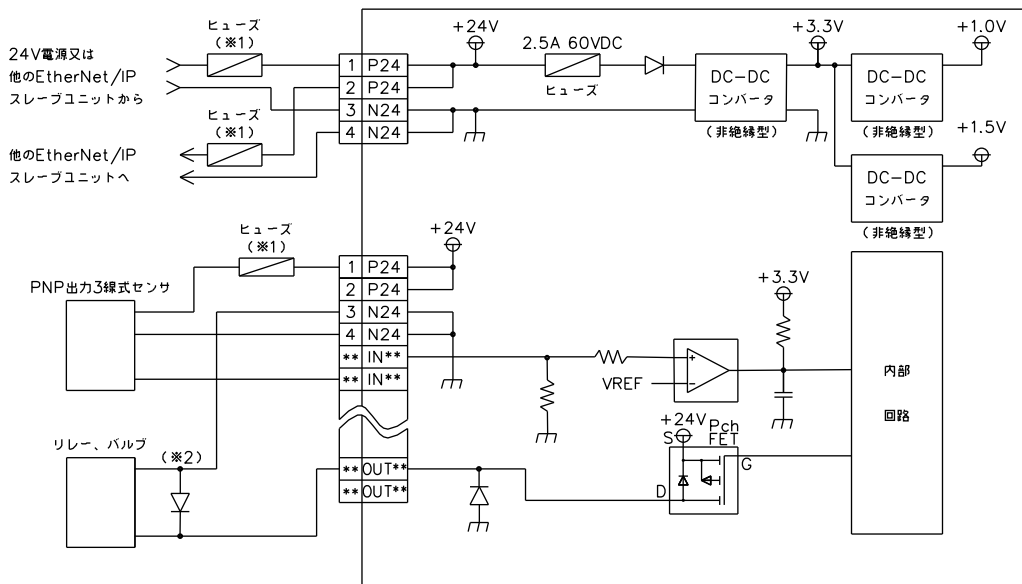 ヒューズ
(※1)
24V電源又は
他のEtherNet/IP
スレーブユニットから
ヒューズ
(※1)
他のEtherNet/IP
スレーブユニットへ
1 P24
2 P24
3 N24
4 N24
+24V
2.5A 60VDC
ヒューズ
DC-DC
コンバータ
(非絶縁型)
+3.3V
DC-DC
コンバータ
(非絶縁型)
+1.0V
+1.5V
DC-DC
コンバータ
(非絶縁型)
ヒューズ
(※1)
PNP出力3線式センサ
+24V
1 P24
2 P24
3 N24
4 N24
** IN**
** IN**
VREF
+
-
+3.3V
内部
回路
リレー、バルブ
(※2)
** OUT**
** OUT**
+24V
Pch
FET
S
G
D